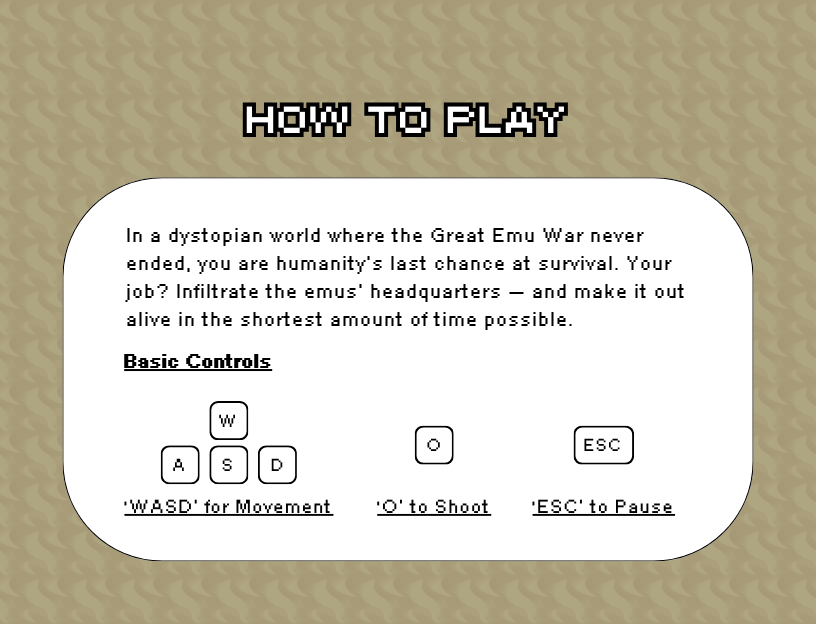 HOW TO PLAY
In a dystopian world where the Great Emu War never
ended, you are humanity's last chance at survival. Your
job? Infiltrate the emus' headquarters — and make it out
alive in the shortest amount of time possible.
Basic Controls
W
A S D
O
ESC
'WASD' for Movement
'O' to Shoot
'ESC' to Pause